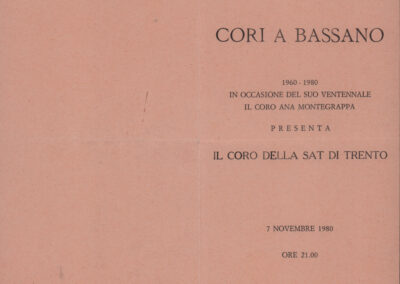 CORI A BASSANO
1960 - 1980
IN OCCASIONE DEL SUO VENTENNALE
IL CORO ANA MONTEGRAPPA
PRESENTA
IL CORO DELLA SAT DI TRENTO
7 NOVEMBRE 1980
ORE 21.00